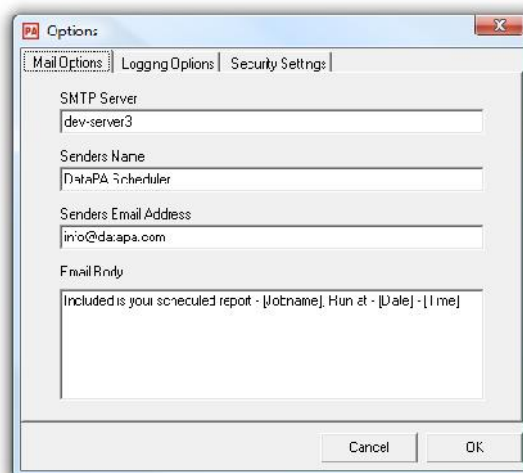 PA Options
Mail Options Logging Options Security Settings
SMTP Server
dev-server3
Senders Name
DataPA Scheduler
Senders Email Address
info@datapa.com
Email Body
Included is your scheduled report - [Jobname], Run at - [Date] - [Time]
Cancel OK